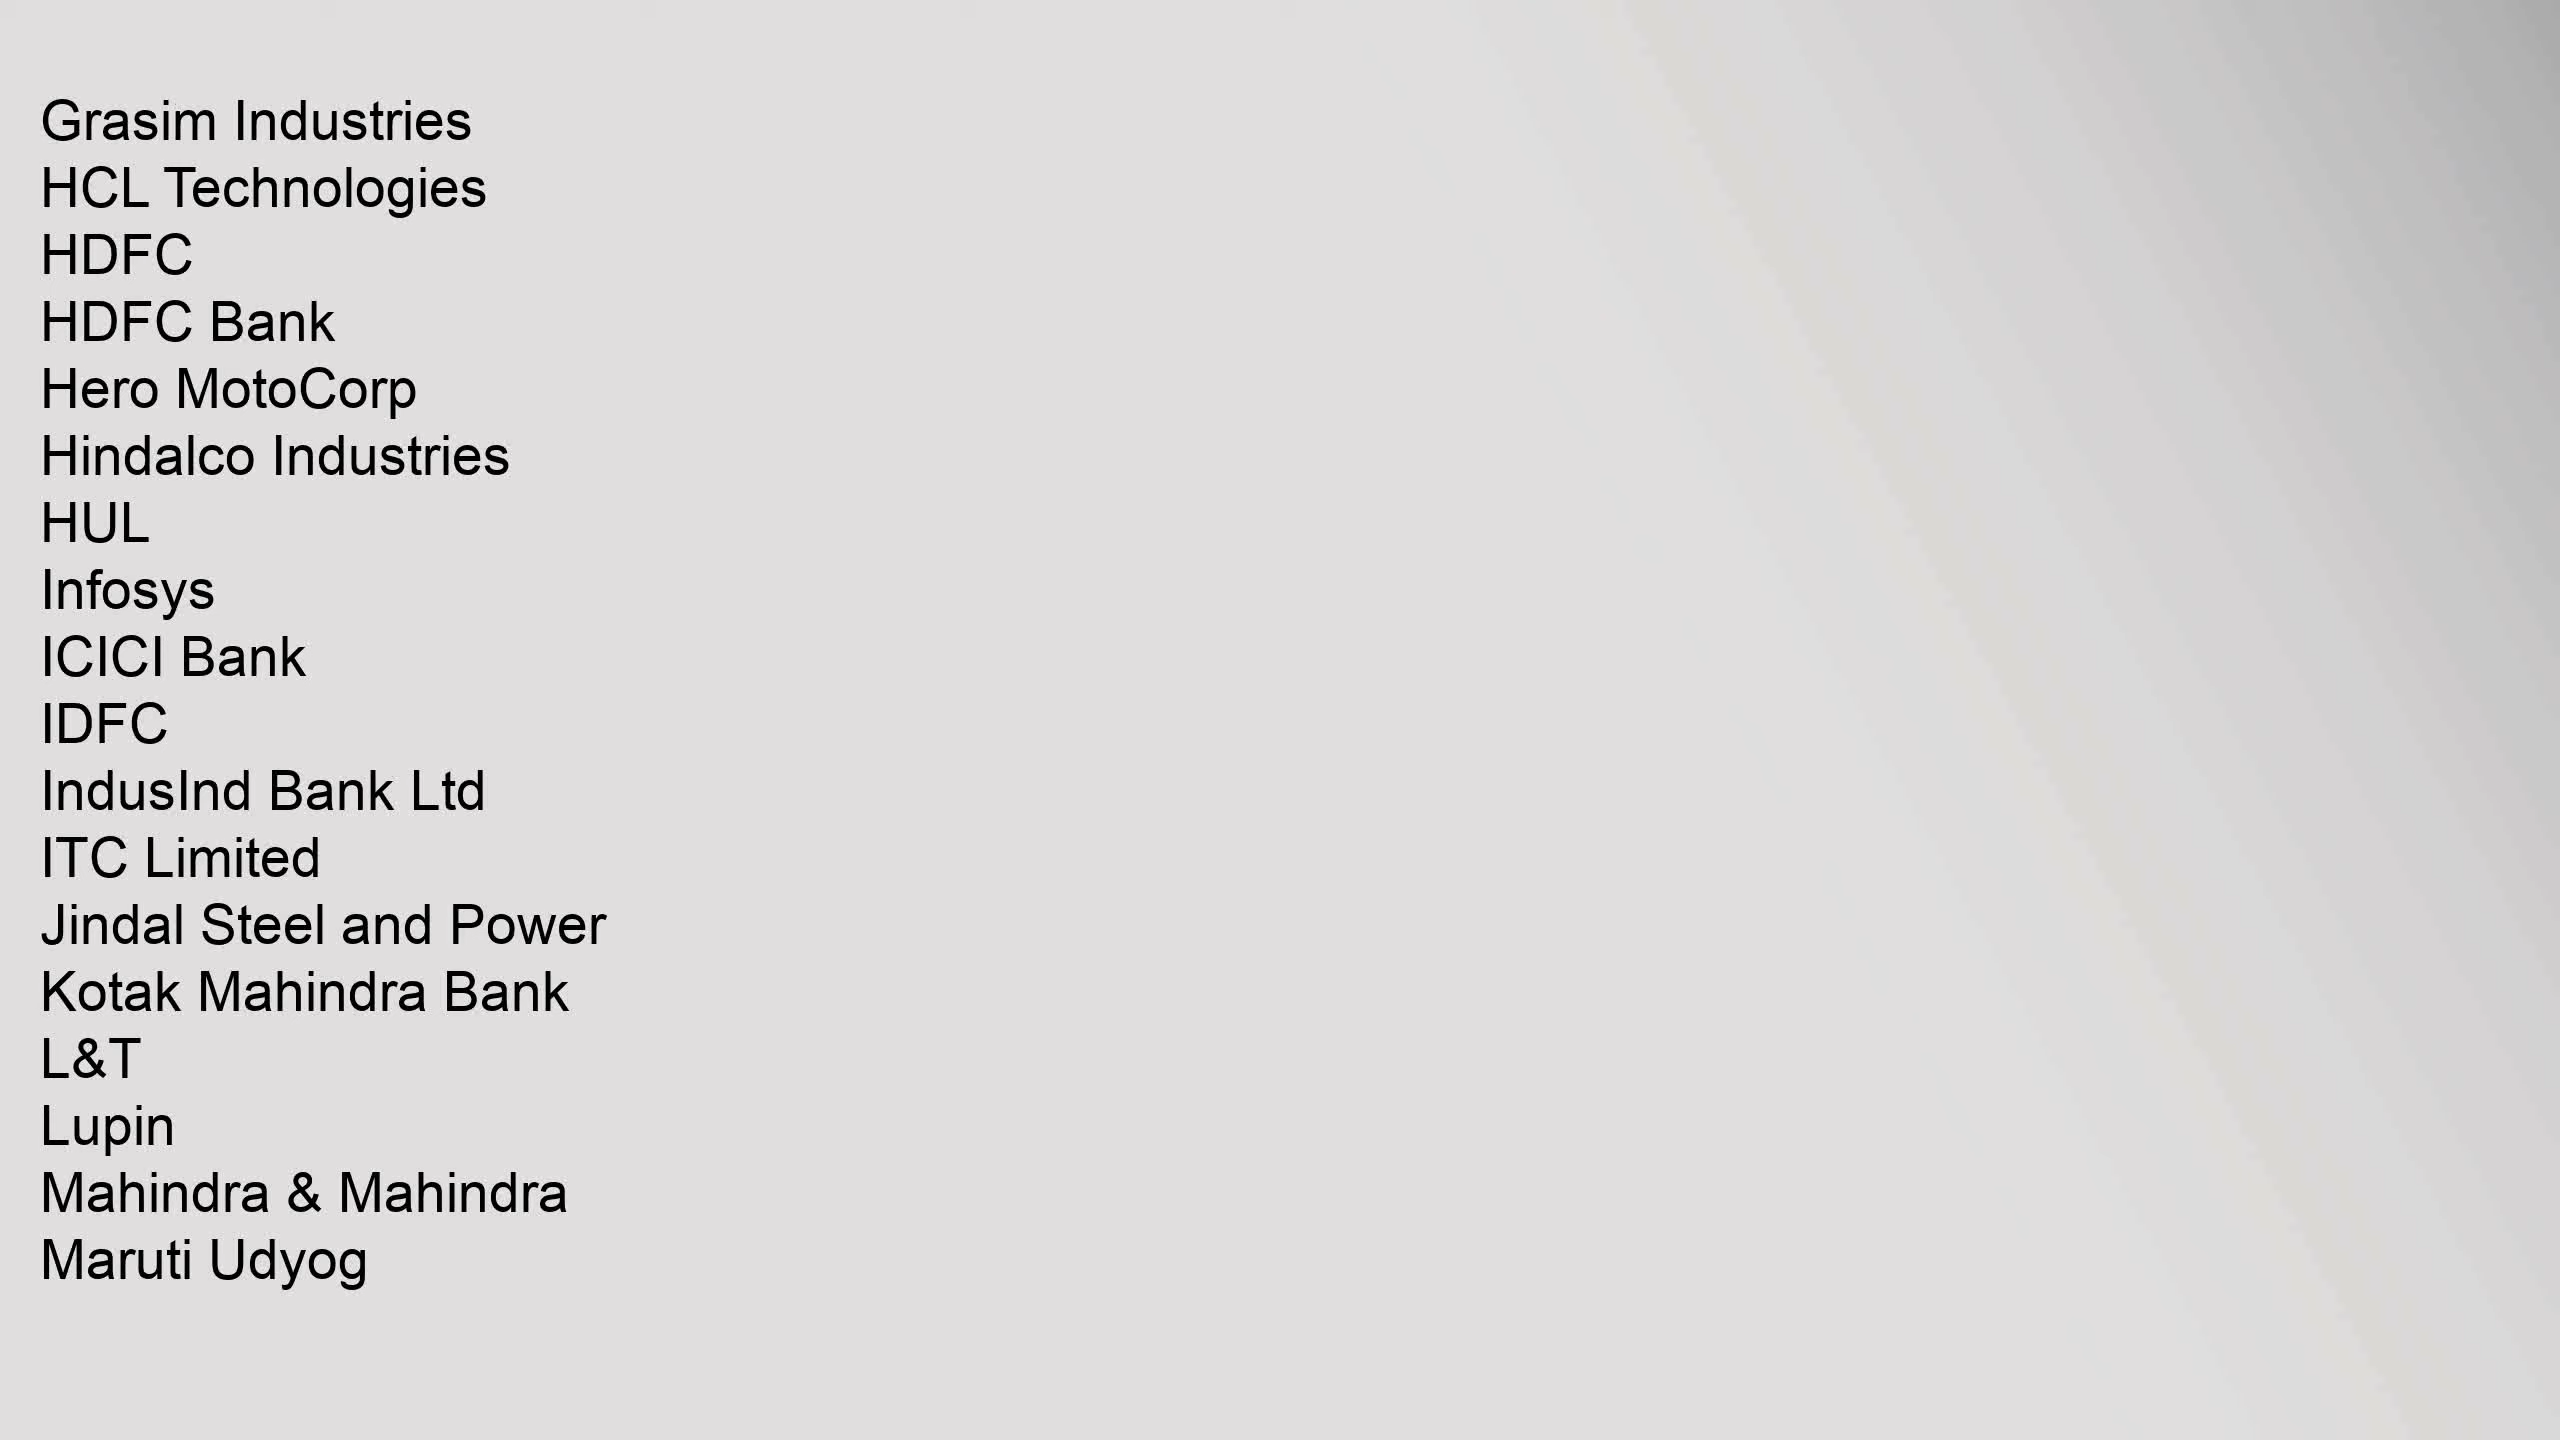 Grasim Industries
HCL Technologies
HDFC
HDFC Bank
Hero MotoCorp
Hindalco Industries
HUL
Infosys
ICICI Bank
IDFC
IndusInd Bank Ltd
ITC Limited
Jindal Steel and Power
Kotak Mahindra Bank
L&T
Lupin
Mahindra & Mahindra
Maruti Udyog